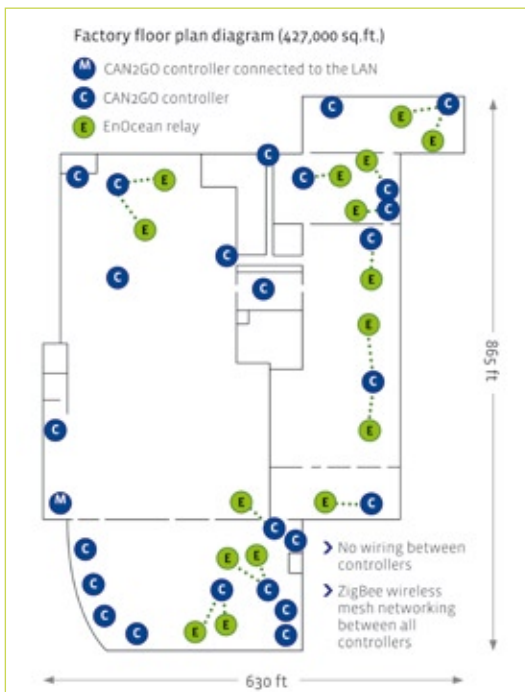 Factory floor plan diagram (427,000 sq.ft.)
M CAN2GO controller connected to the LAN
C CAN2GO controller
E EnOcean relay
C C
E
E
C E
C C E C E C
E C
E C
C
C C E
E
C
C E
M E E C
C
C
C E E
C C C
C C
C E E C
No wiring between
controllers
ZigBee wireless
mesh networking
between all
controllers
865 ft
630 ft